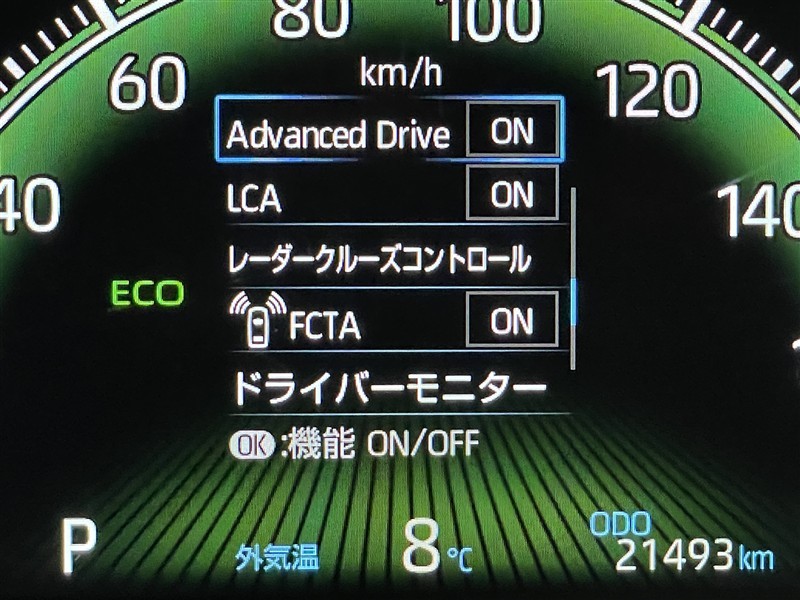 80 100
60 km/h 120
Advanced Drive ON
40 LCA ON 140
レーダークルーズコントロール
ECO
FCTA ON
ドライバーモニター
OK:機能 ON/OFF
P 外気温 8℃ ODO 21493km